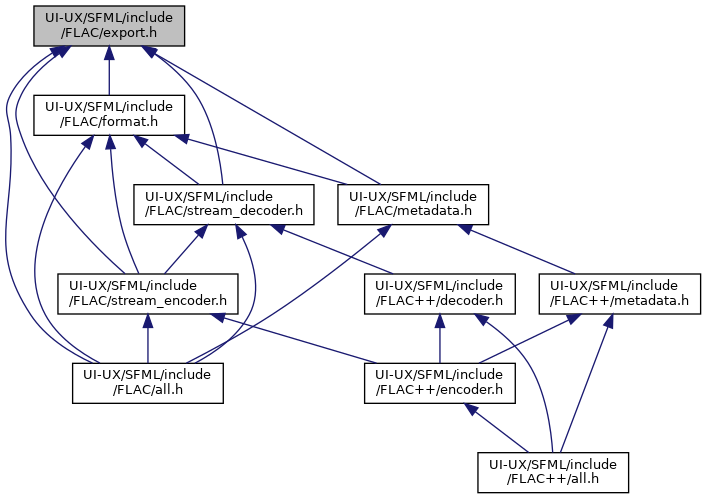 UI-UX/SFML/include
/FLAC/export.h
UI-UX/SFML/include
/FLAC/format.h
UI-UX/SFML/include
/FLAC/stream_decoder.h
UI-UX/SFML/include
/FLAC/metadata.h
UI-UX/SFML/include
/FLAC/stream_encoder.h
UI-UX/SFML/include
/FLAC++/decoder.h
UI-UX/SFML/include
/FLAC++/metadata.h
UI-UX/SFML/include
/FLAC/all.h
UI-UX/SFML/include
/FLAC++/encoder.h
UI-UX/SFML/include
/FLAC++/all.h